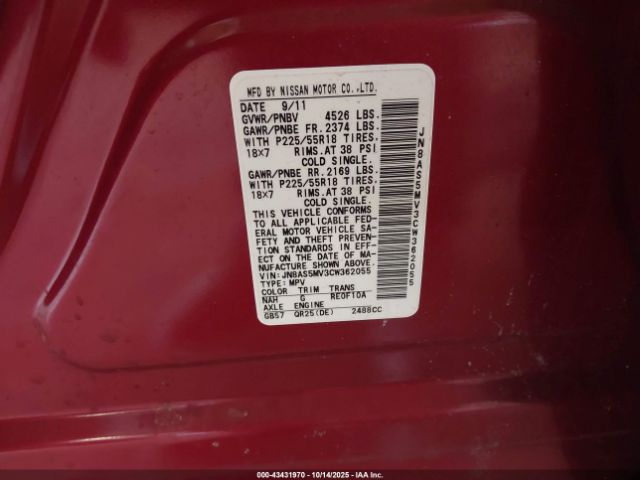 MFD BY NISSAN MOTOR CO.,LTD.
DATE 9/11
GVWR/PNBV 4526 LBS.
GAWR/PNBE FR. 2374 LBS.
WITH P225/55R18 TIRES.
18X7 RIMS.AT 38 PSI
COLD SINGLE.
GAWR/PNBE RR. 2169 LBS.
WITH P225/55R18 TIRES.
18X7 RIMS.AT 38 PSI
COLD SINGLE.
THIS VEHICLE CONFORMS
TO ALL APPLICABLE FED-
ERAL MOTOR VEHICLE SA-
FETY AND THEFT PREVEN-
TION STANDARDS IN EFF-
ECT ON THE DATE OF MA-
NUFACTURE SHOWN ABOVE.
VIN:JN8AS5MV3CW362055
TYPE:MPV
COLOR TRIM TRANS
NAH G RE0F10A
AXLE ENGINE
GB57 QR25(DE) 2488CC
JN8AS5MV3CW362055
000-43431970 - 10/14/2025 - IAAI Inc.